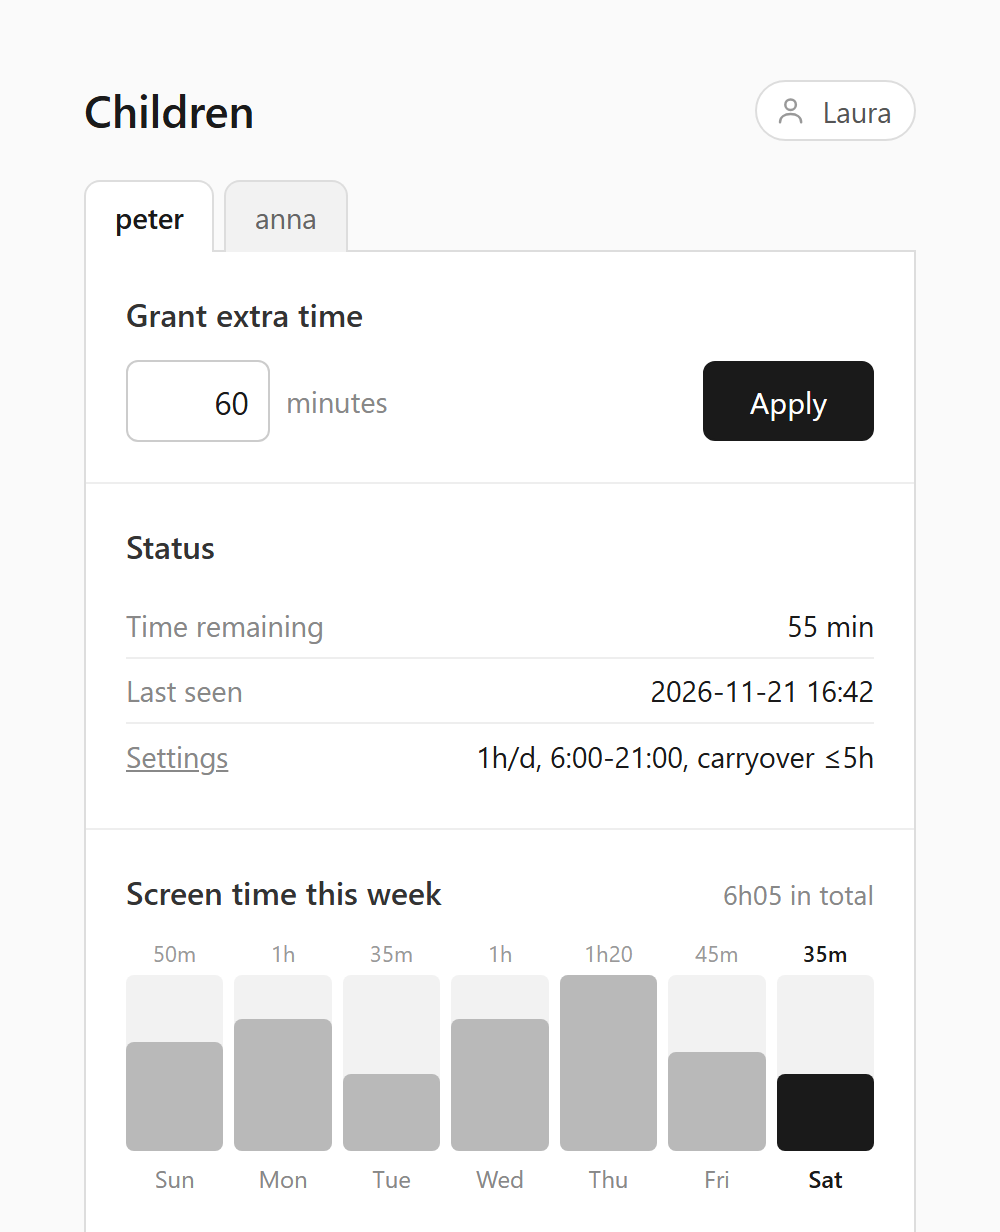 Children
Laura
peter
anna
Grant extra time
60 minutes
Apply
Status
Time remaining 55 min
Last seen 2026-11-21 16:42
Settings 1h/d, 6:00-21:00, carryover ≤5h
Screen time this week 6h05 in total
50m 1h 35m 1h 1h20 45m 35m
Sun Mon Tue Wed Thu Fri Sat